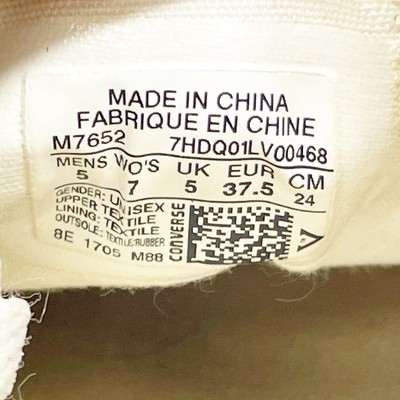 MADE IN CHINA
FABRIQUE EN CHINE
M7652 7HDQ01LV00468
MENS WO'S UK EUR CM
5 7 5 37.5 24
GENDER: UNISEX
UPPER: TEXTILE
LINING: TEXTILE
OUTSOLE: TEXTILE/RUBBER
8E 1705 M88
CONVERSE